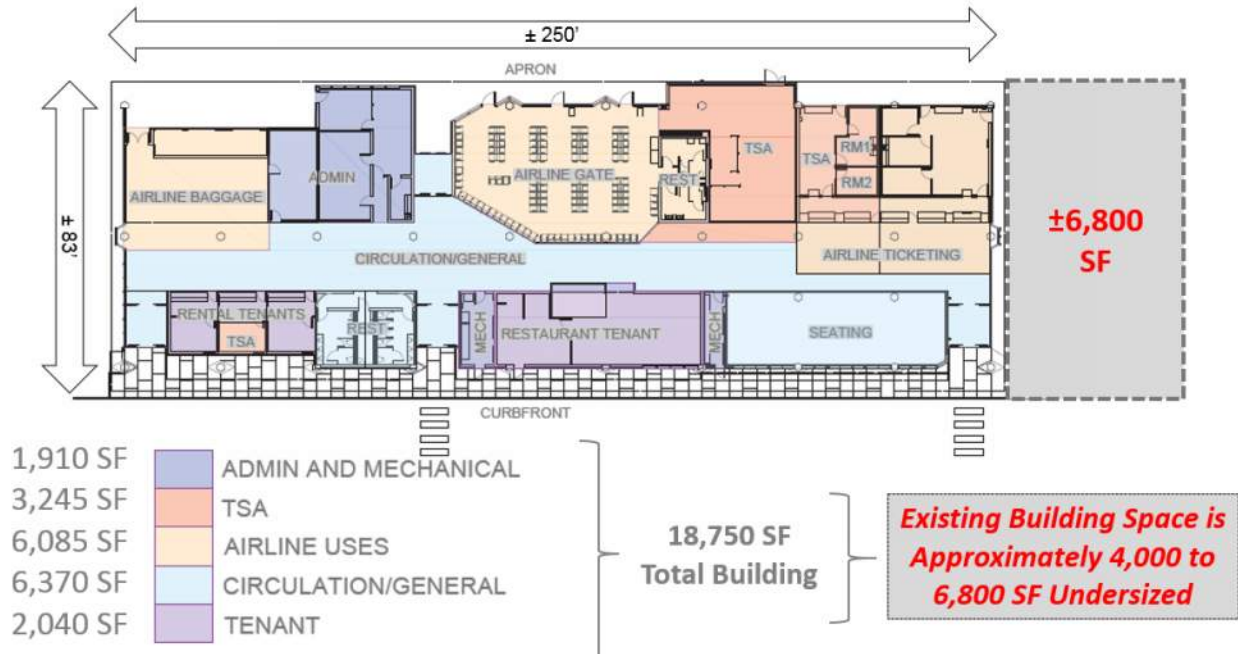 ± 250'
APRON
± 83'
AIRLINE BAGGAGE
ADMIN
AIRLINE GATE
REST
TSA
TSA
RM1
RM2
±6,800
SF
CIRCULATION/GENERAL
AIRLINE TICKETING
RENTAL TENANTS
TSA
REST
MECH
RESTAURANT TENANT
MECH
SEATING
CURBFRONT
1,910 SF ADMIN AND MECHANICAL
3,245 SF TSA
6,085 SF AIRLINE USES
6,370 SF CIRCULATION/GENERAL
2,040 SF TENANT
18,750 SF
Total Building
Existing Building Space is
Approximately 4,000 to
6,800 SF Undersized